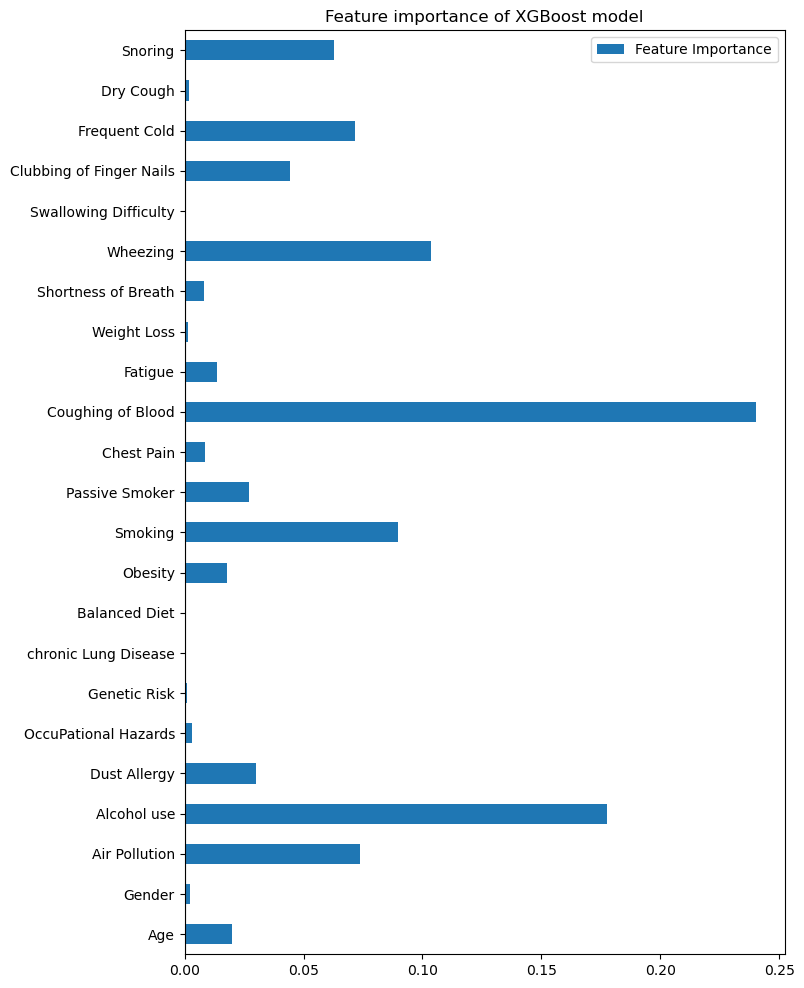 Feature importance of XGBoost model
Feature Importance
Snoring
Dry Cough
Frequent Cold
Clubbing of Finger Nails
Swallowing Difficulty
Wheezing
Shortness of Breath
Weight Loss
Fatigue
Coughing of Blood
Chest Pain
Passive Smoker
Smoking
Obesity
Balanced Diet
chronic Lung Disease
Genetic Risk
OccuPational Hazards
Dust Allergy
Alcohol use
Air Pollution
Gender
Age
0.00 0.05 0.10 0.15 0.20 0.25